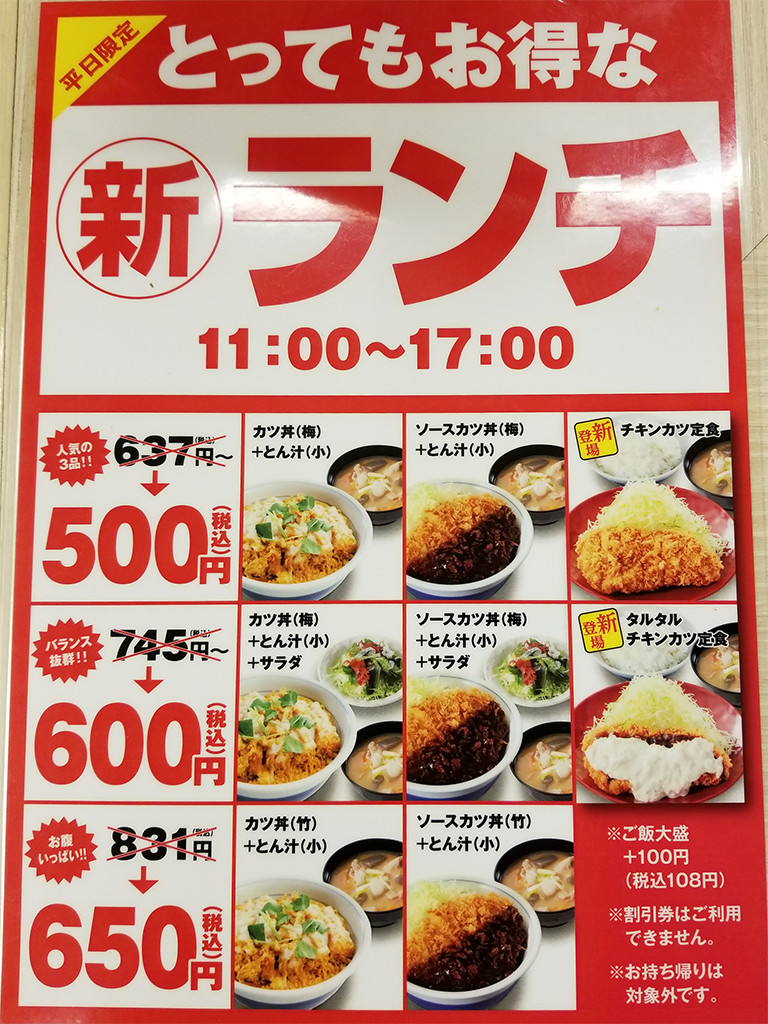 平日限定
とってもお得な
新ランチ
11:00～17:00
人気の
3品!!
637円～
(税込)
500円
(税込)
カツ丼(梅)
+とん汁(小)
ソースカツ丼(梅)
+とん汁(小)
新登場
チキンカツ定食
バランス
抜群!!
745円～
(税込)
600円
(税込)
カツ丼(梅)
+とん汁(小)
+サラダ
ソースカツ丼(梅)
+とん汁(小)
+サラダ
新登場
タルタル
チキンカツ定食
お腹
いっぱい!!
831円
(税込)
650円
(税込)
カツ丼(竹)
+とん汁(小)
ソースカツ丼(竹)
+とん汁(小)
※ご飯大盛
+100円
(税込108円)
※割引券はご利用
できません。
※お持ち帰りは
対象外です。